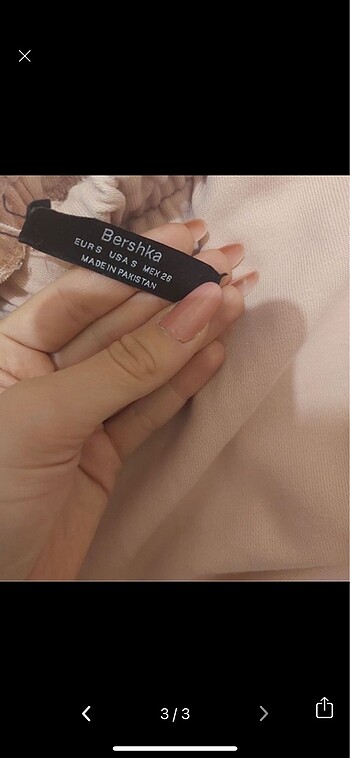 Bershka
EUR S USA S MEX 26
MADE IN PAKISTAN
3/3